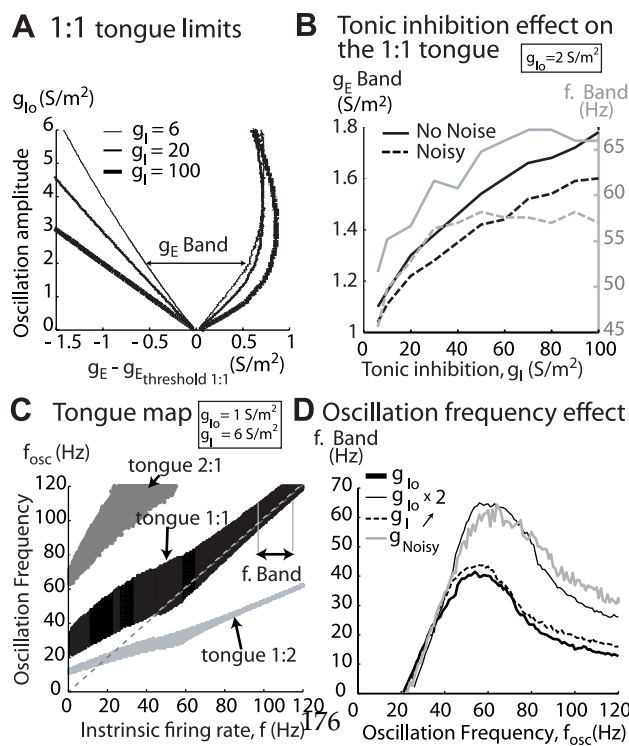 A 1:1 tongue limits
g_Io (S/m²)
Oscillation amplitude
6
5
4
3
2
1
0
g_I = 6
g_I = 20
g_I = 100
g_E Band
-1.5 -1 -0.5 0 0.5 1
g_E - g_E threshold 1:1 (S/m²)
B Tonic inhibition effect on
the 1:1 tongue
g_Io=2 S/m²
g_E Band
(S/m²)
f. Band
(Hz)
No Noise
Noisy
1.8
1.6
1.4
1.2
1
65
60
55
50
45
0 20 40 60 80 100
Tonic inhibition, g_I (S/m²)
C Tongue map
g_Io = 1 S/m²
g_I = 6 S/m²
f_osc (Hz)
Oscillation Frequency
tongue 2:1
tongue 1:1
f. Band
tongue 1:2
120
100
80
60
40
20
0
0 20 40 60 80 100 120
Instrinsic firing rate, f (Hz)
D Oscillation frequency effect
f. Band
(Hz)
g_Io
g_Io x 2
g_I ↗
g_Noisy
70
60
50
40
30
20
10
0
0 20 40 60 80 100 120
Oscillation Frequency, f_osc(Hz)
176